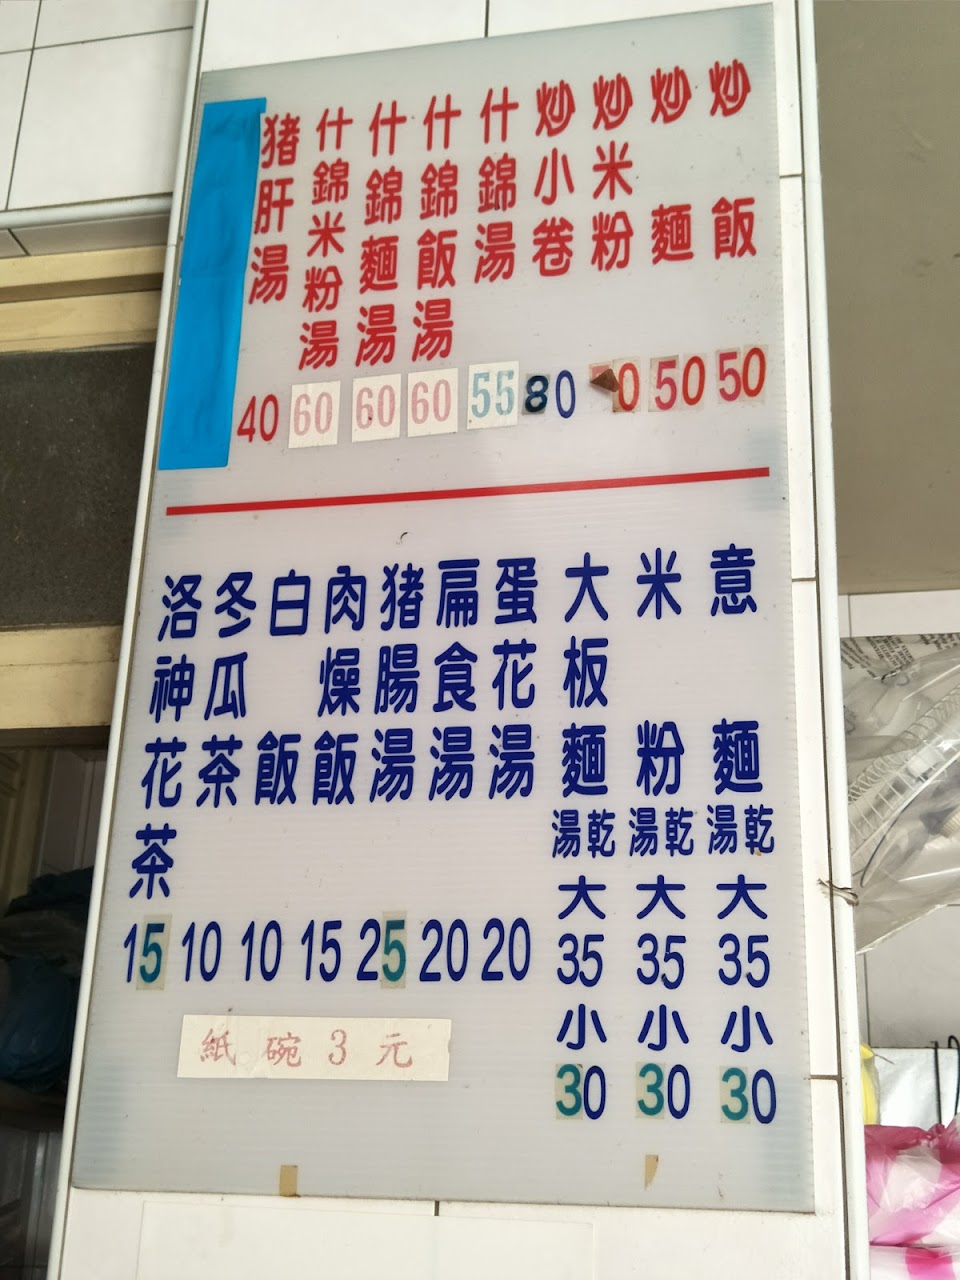 炒飯 50
炒麵 50
炒米粉 0
炒小卷 80
什錦湯 55
什錦飯湯 60
什錦麵湯 60
什錦米粉湯 60
豬肝湯 40
意麵 湯乾 大35 小30
米粉 湯乾 大35 小30
大板麵 湯乾 大35 小30
蛋花湯 20
扁食湯 20
豬腸湯 25
肉燥飯 15
白飯 10
冬瓜茶 10
洛神花茶 15
紙碗3元